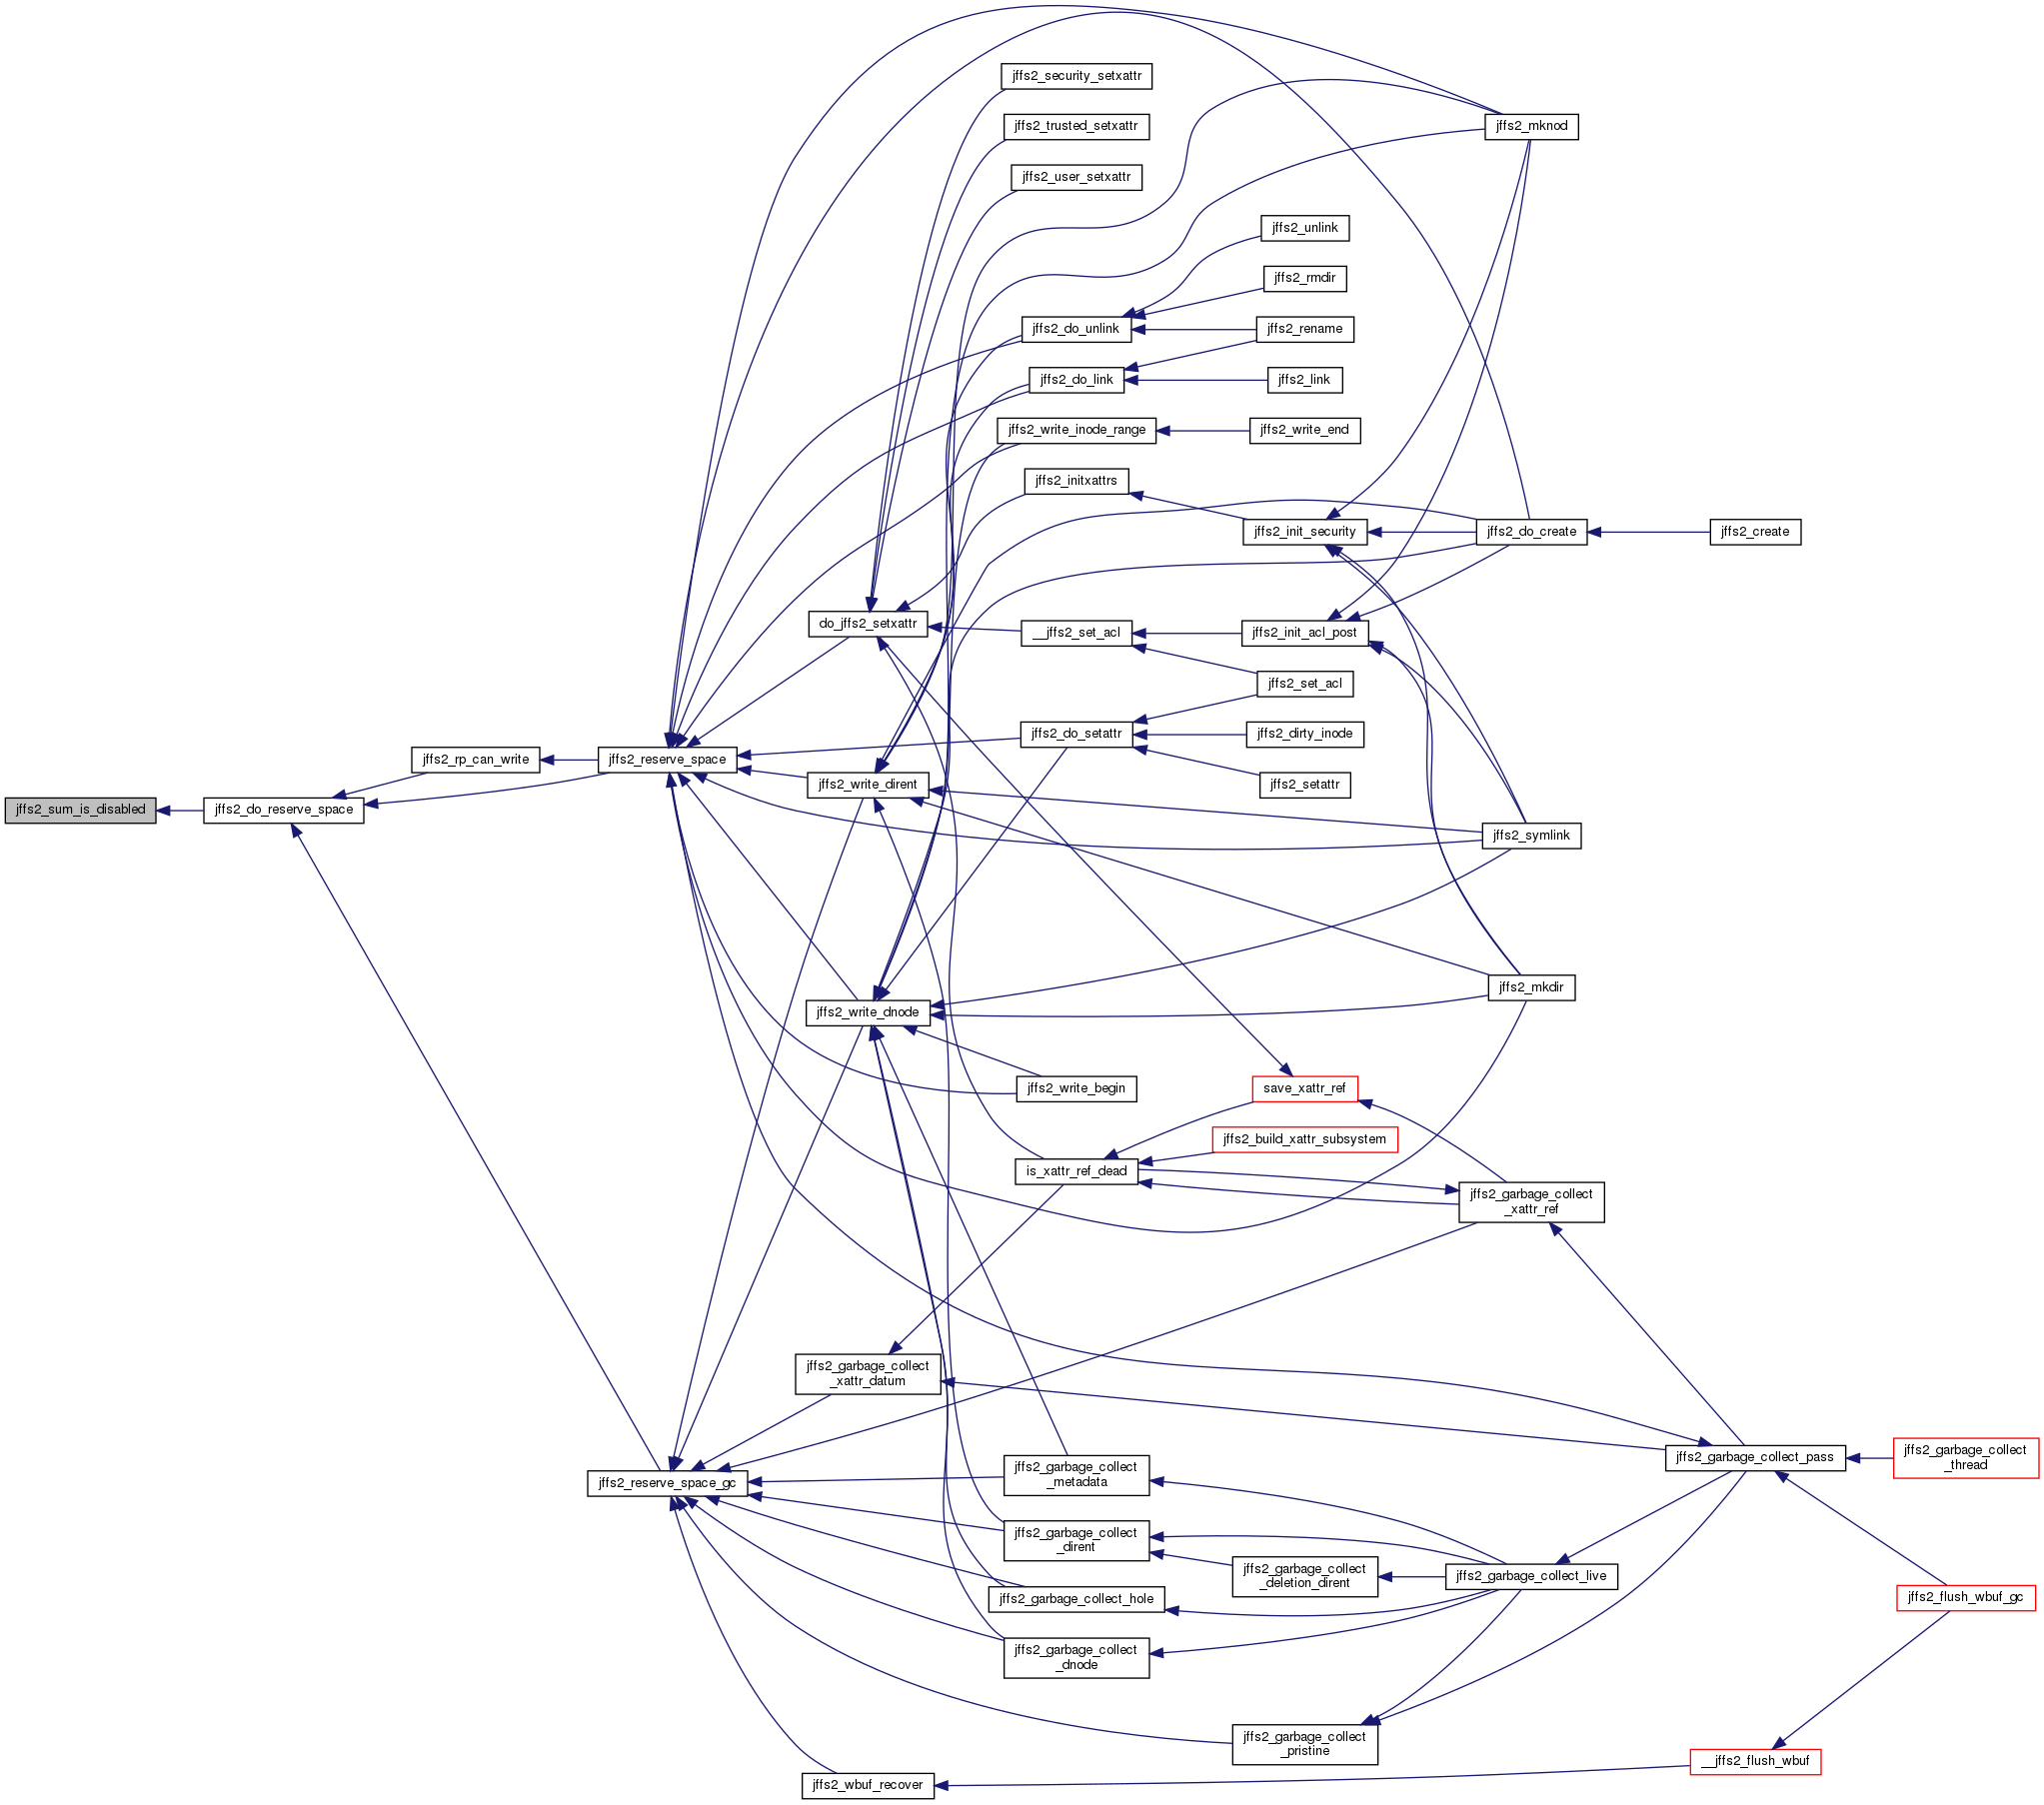 jffs2_security_setxattr
jffs2_trusted_setxattr
jffs2_mknod
jffs2_user_setxattr
jffs2_unlink
jffs2_rmdir
jffs2_do_unlink
jffs2_rename
jffs2_do_link
jffs2_link
jffs2_write_inode_range
jffs2_write_end
jffs2_initxattrs
jffs2_init_security
jffs2_do_create
jffs2_create
do_jffs2_setxattr
__jffs2_set_acl
jffs2_init_acl_post
jffs2_set_acl
jffs2_do_setattr
jffs2_dirty_inode
jffs2_rp_can_write
jffs2_reserve_space
jffs2_write_dirent
jffs2_setattr
jffs2_sum_is_disabled
jffs2_do_reserve_space
jffs2_symlink
jffs2_mkdir
jffs2_write_dnode
jffs2_write_begin
save_xattr_ref
jffs2_build_xattr_subsystem
is_xattr_ref_dead
jffs2_garbage_collect
_xattr_ref
jffs2_garbage_collect
_xattr_datum
jffs2_garbage_collect_pass
jffs2_garbage_collect
_thread
jffs2_reserve_space_gc
jffs2_garbage_collect
_metadata
jffs2_garbage_collect
_dirent
jffs2_garbage_collect
_deletion_dirent
jffs2_garbage_collect_live
jffs2_garbage_collect_hole
jffs2_flush_wbuf_gc
jffs2_garbage_collect
_dnode
jffs2_garbage_collect
_pristine
__jffs2_flush_wbuf
jffs2_wbuf_recover